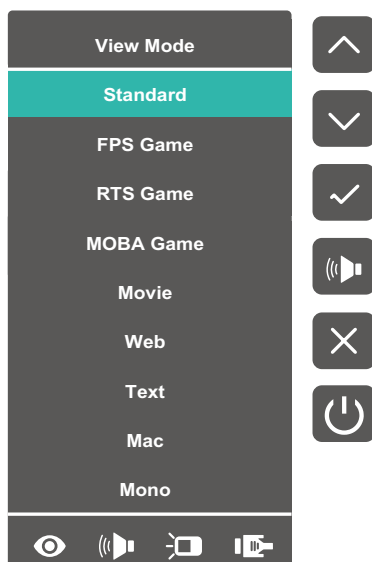 View Mode
Standard
FPS Game
RTS Game
MOBA Game
Movie
Web
Text
Mac
Mono